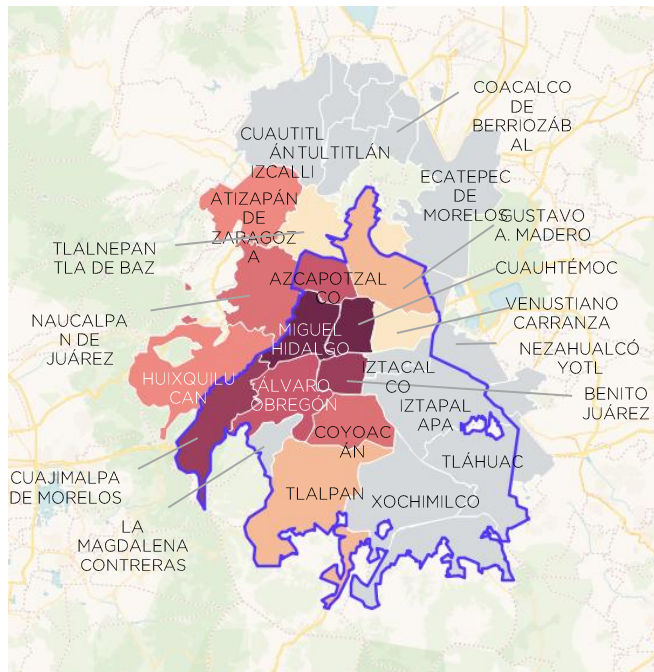 COACALCO
DE
BERRIOZÁB
AL
CUAUTITL
ÁN
IZCALLI
TULTITLÁN
ECATEPEC
DE
MORELOS
ATIZAPÁN
DE
ZARAGOZ
A
GUSTAVO
A. MADERO
TLALNEPAN
TLA DE BAZ
CUAUHTÉMOC
AZCAPOTZAL
CO
VENUSTIANO
CARRANZA
NAUCALPA
N DE
JUÁREZ
MIGUEL
HIDALGO
NEZAHUALCÓ
YOTL
HUIXQUILU
CAN
ÁLVARO
OBREGÓN
IZTACAL
CO
BENITO
JUÁREZ
IZTAPAL
APA
COYOAC
ÁN
TLÁHUAC
CUAJIMALPA
DE MORELOS
TLALPAN
XOCHIMILCO
LA
MAGDALENA
CONTRERAS